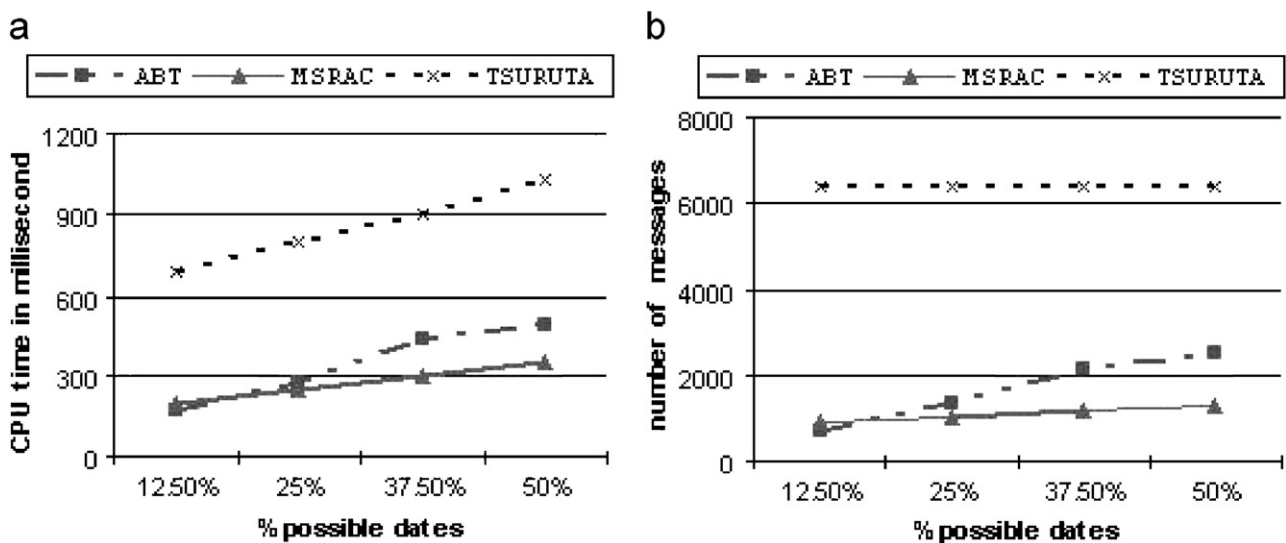 a
ABT MSRAC TSURUTA
CPU time in millisecond
1200
900
600
300
0
12.50% 25% 37.50% 50%
% possible dates
b
ABT MSRAC TSURUTA
number of messages
8000
6000
4000
2000
0
12.50% 25% 37.50% 50%
% possible dates